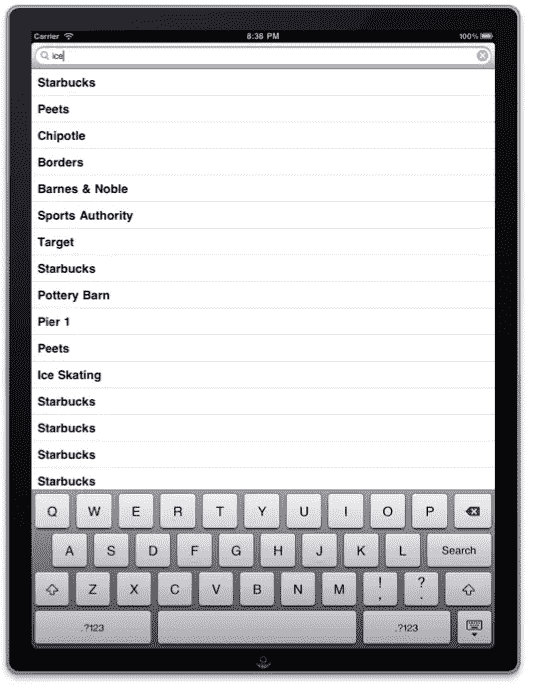 Carrier 8:38 PM 100%
ice
Starbucks
Peets
Chipotle
Borders
Barnes & Noble
Sports Authority
Target
Starbucks
Pottery Barn
Pier 1
Peets
Ice Skating
Starbucks
Starbucks
Starbucks
Starbucks
Q W E R T Y U I O P
A S D F G H J K L Search
Z X C V B N M ! , ? .
.?123 .?123